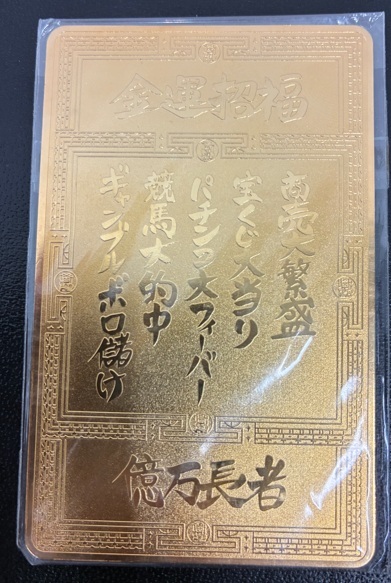 金運招福
商売大繁盛
宝くじ大当り
パチンコ大フィーバー
競馬大的中
ギャンブルボロ儲け
億万長者